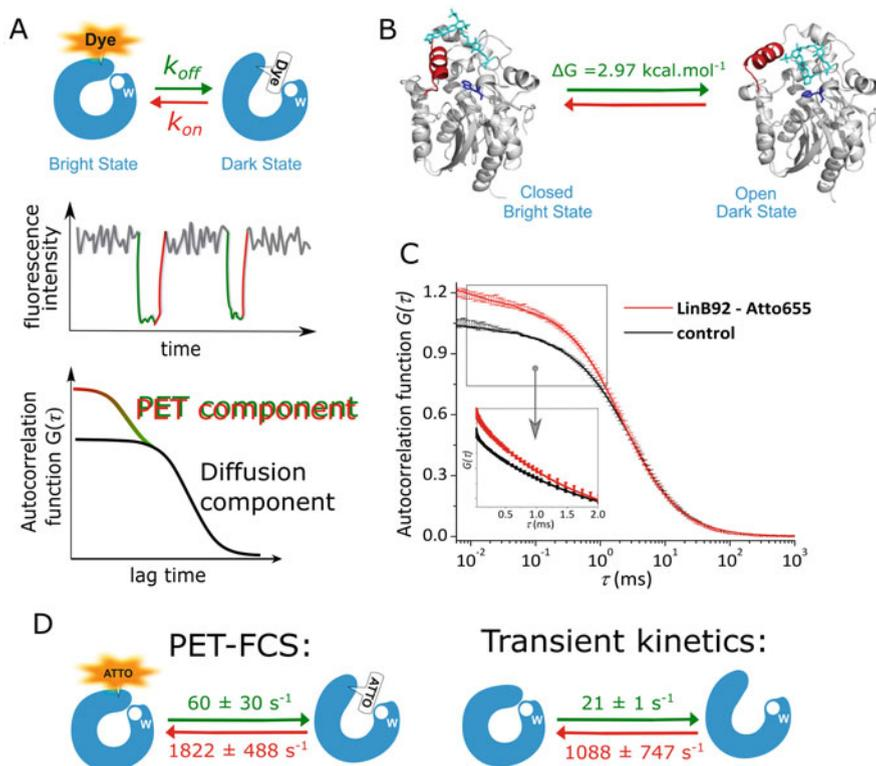 A
Dye
k_off
k_on
Dye
W
W
Bright State
Dark State
fluorescence
intensity
time
Autocorrelation
function G(τ)
PET component
Diffusion
component
lag time
B
ΔG =2.97 kcal.mol⁻¹
Closed
Bright State
Open
Dark State
C
Autocorrelation function G(τ)
1.2
0.9
0.6
0.3
0.0
LinB92 - Atto655
control
G(τ)
0.5
1.0
1.5
2.0
τ (ms)
10⁻²
10⁻¹
10⁰
10¹
10²
10³
τ (ms)
D
PET-FCS:
ATTO
W
60 ± 30 s⁻¹
1822 ± 488 s⁻¹
ATTO
W
Transient kinetics:
W
21 ± 1 s⁻¹
1088 ± 747 s⁻¹
W